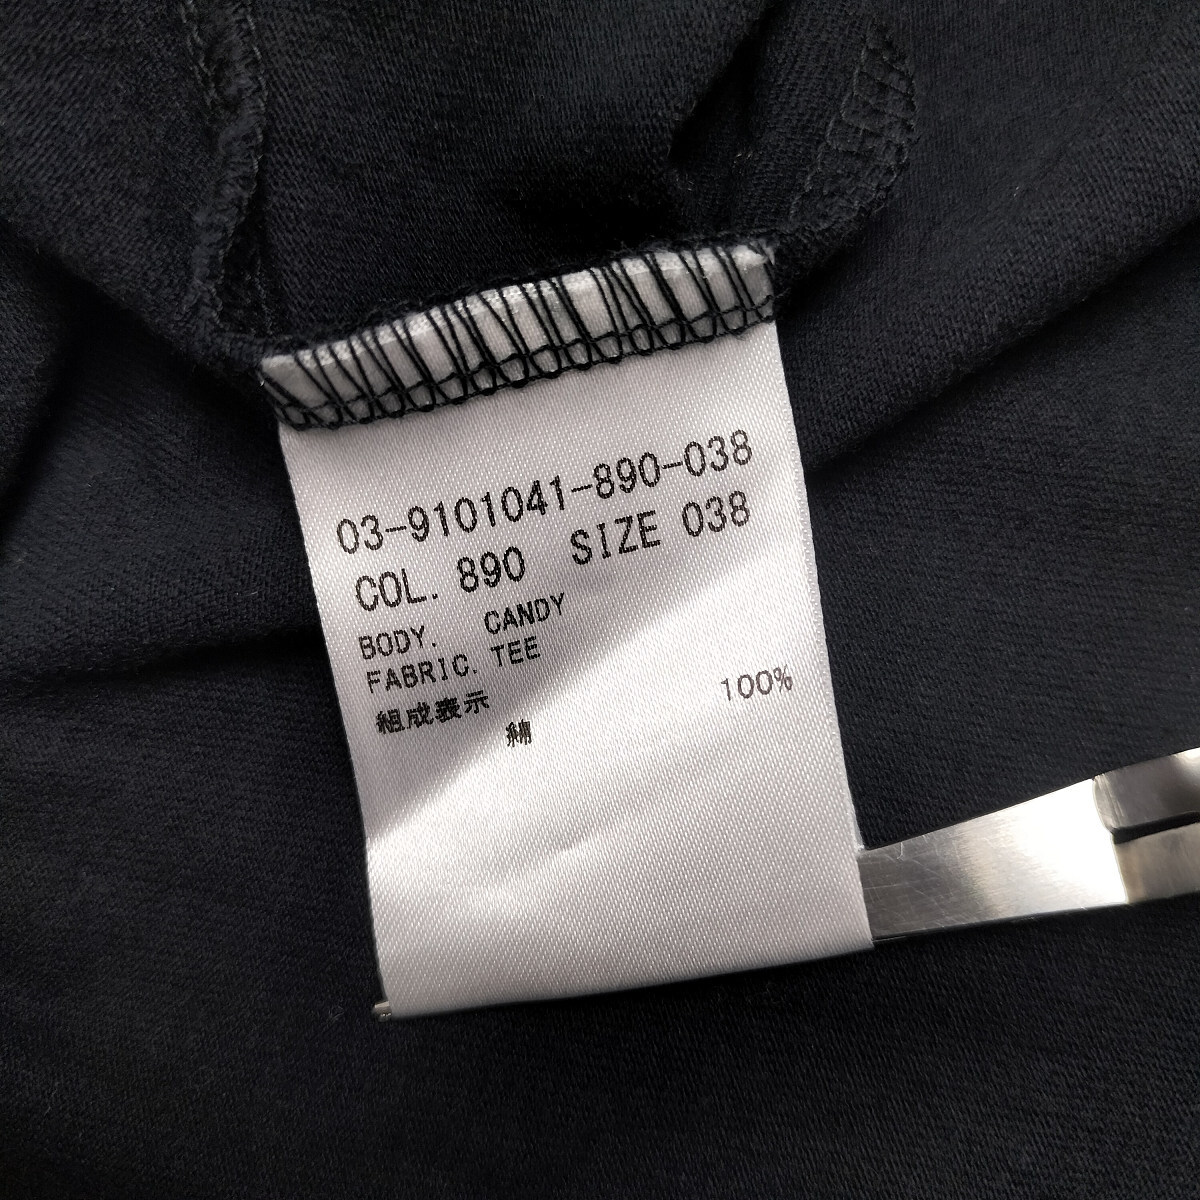 03-9101041-890-038
COL. 890 SIZE 038
BODY. CANDY
FABRIC. TEE
組成表示
綿 100%